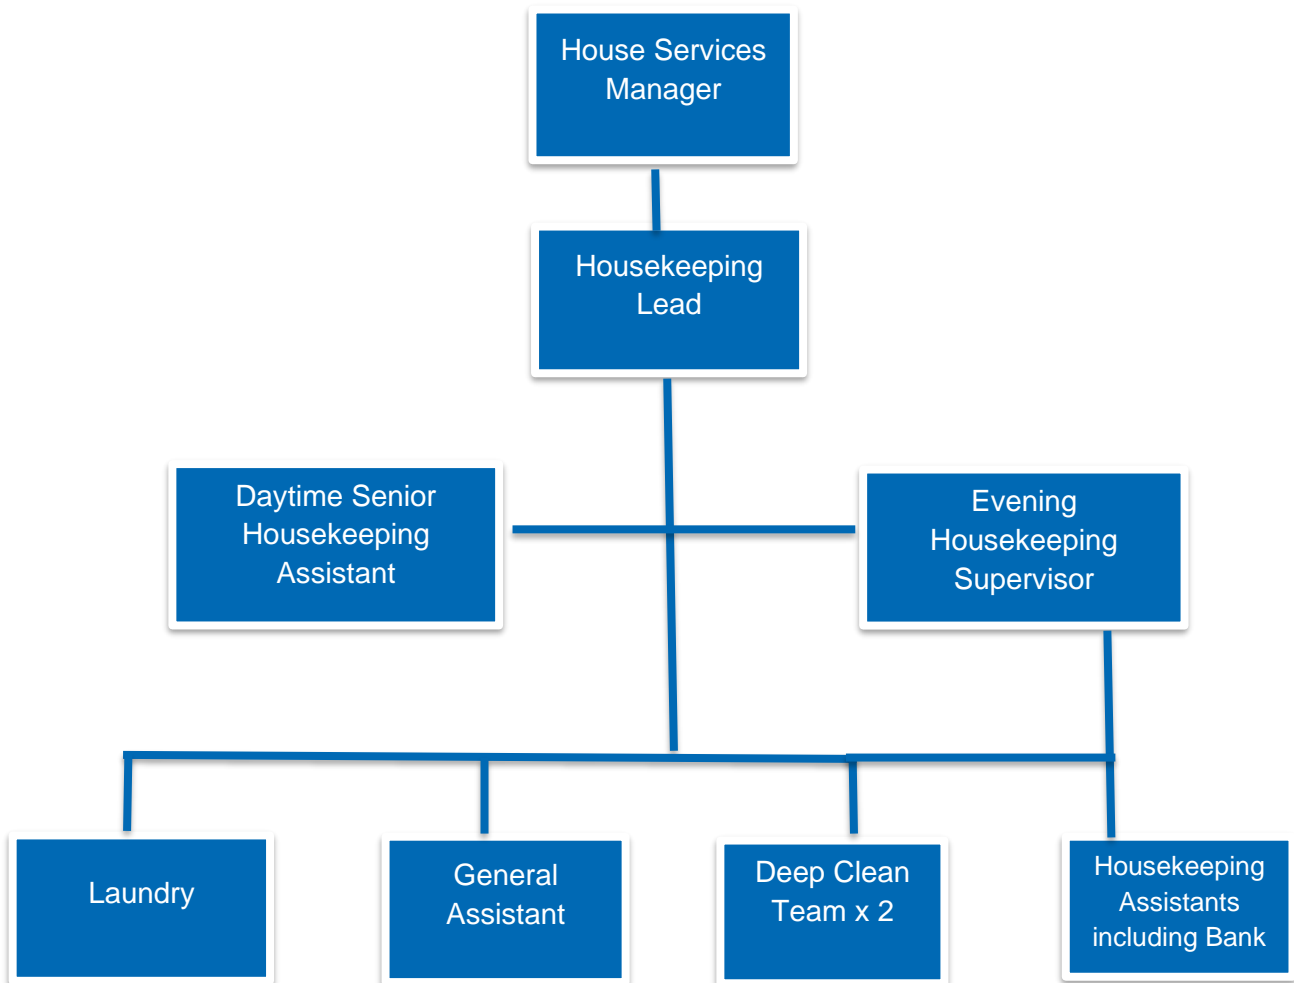 House Services
Manager
Housekeeping
Lead
Daytime Senior
Housekeeping
Assistant
Evening
Housekeeping
Supervisor
Laundry
General
Assistant
Deep Clean
Team x 2
Housekeeping
Assistants
including Bank